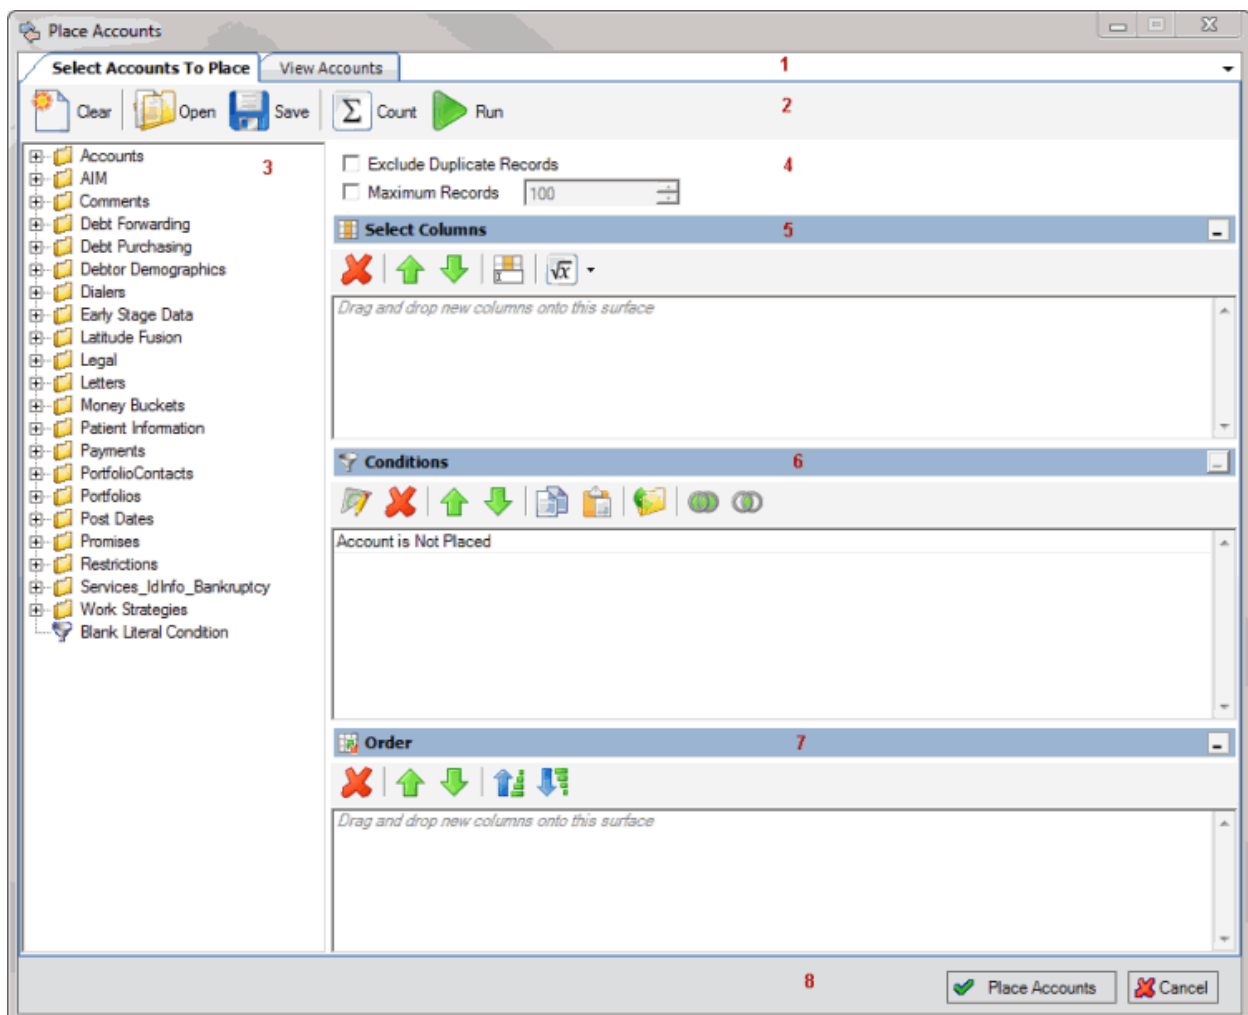 Place Accounts
Select Accounts To Place View Accounts 1
Clear Open Save Count Run 2
3
Accounts
AIM
Comments
Debt Forwarding
Debt Purchasing
Debtor Demographics
Dialers
Early Stage Data
Latitude Fusion
Legal
Letters
Money Buckets
Patient Information
Payments
PortfolioContacts
Portfolios
Post Dates
Promises
Restrictions
Services_IdInfo_Bankruptcy
Work Strategies
Blank Literal Condition
Exclude Duplicate Records 4
Maximum Records 100
Select Columns 5
√x
Drag and drop new columns onto this surface
Conditions 6
Account is Not Placed
Order 7
Drag and drop new columns onto this surface
8 Place Accounts Cancel